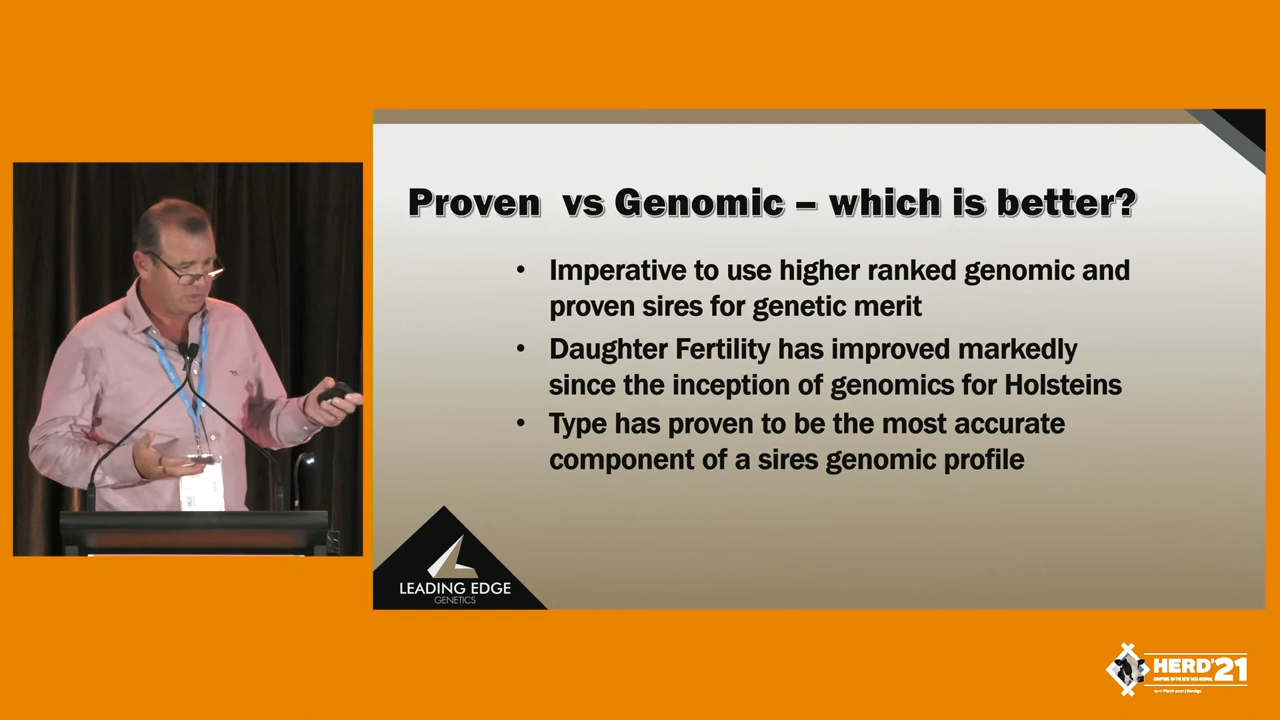 Proven vs Genomic – which is better?
• Imperative to use higher ranked genomic and
proven sires for genetic merit
• Daughter Fertility has improved markedly
since the inception of genomics for Holsteins
• Type has proven to be the most accurate
component of a sires genomic profile
LEADING EDGE
GENETICS
HERD'21